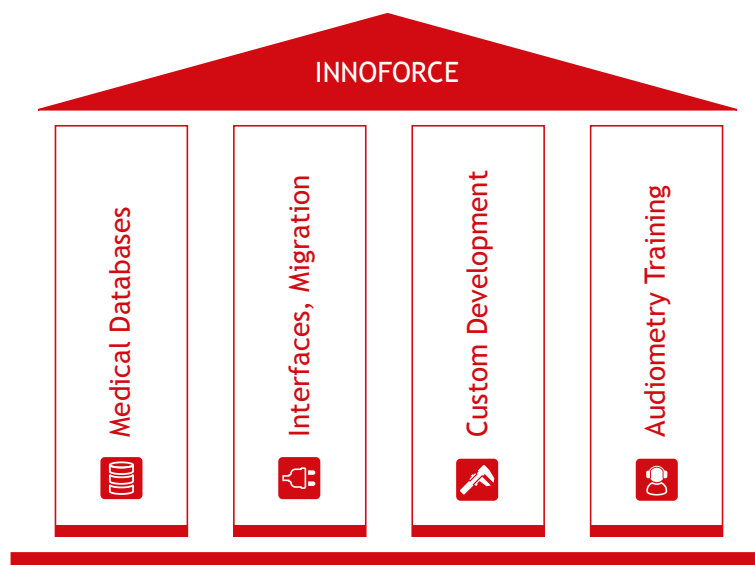 INNOFORCE
Medical Databases
Interfaces, Migration
Custom Development
Audiometry Training